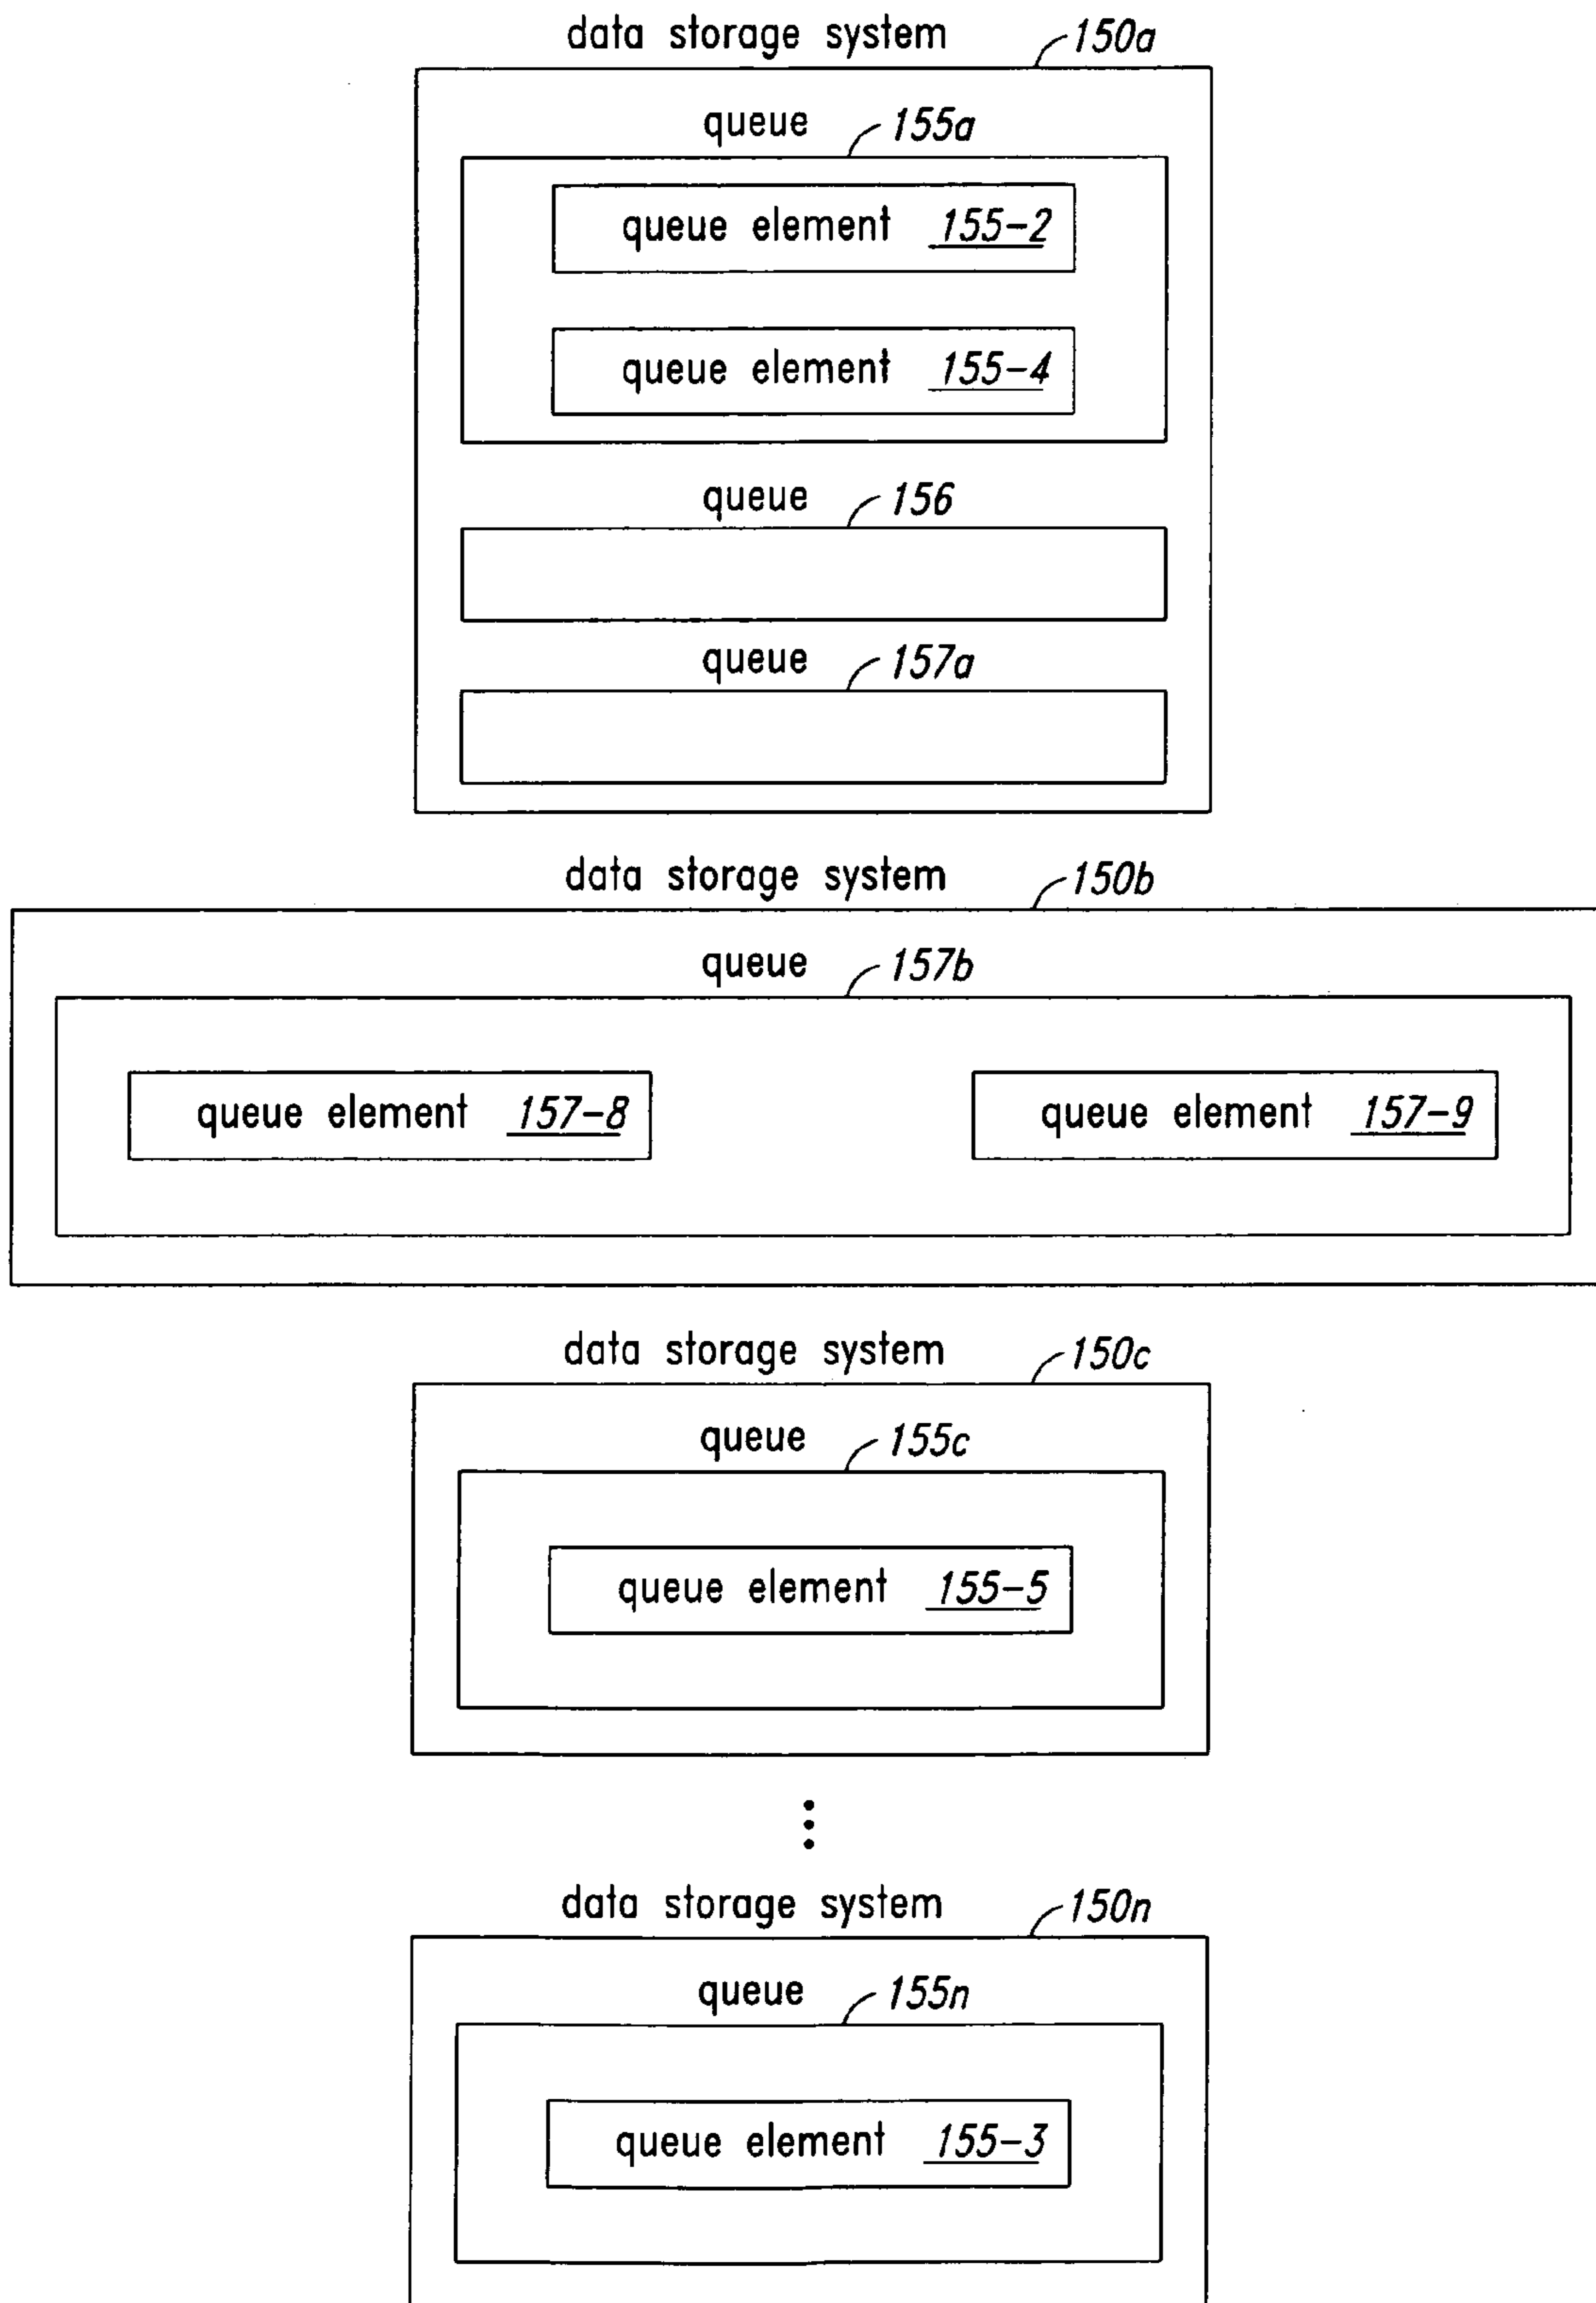 data storage system 150a
queue 155a
queue element 155-2
queue element 155-4
queue 156
queue 157a
data storage system 150b
queue 157b
queue element 157-8 queue element 157-9
data storage system 150c
queue 155c
queue element 155-5
data storage system 150n
queue 155n
queue element 155-3